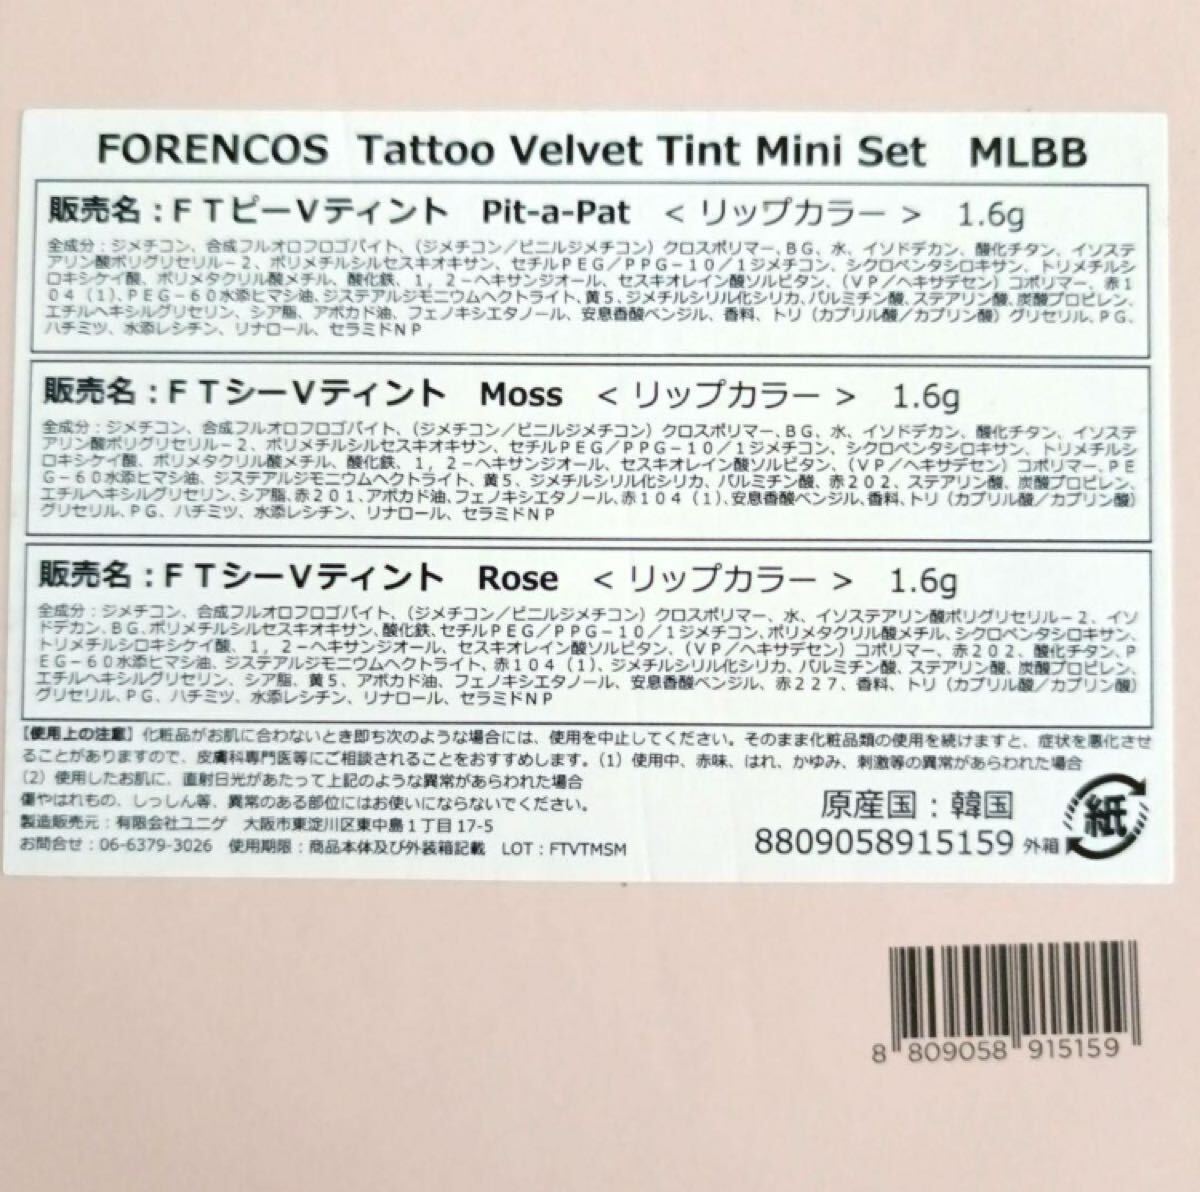 FORENCOS Tattoo Velvet Tint Mini Set MLBB
販売名:ＦＴピーＶティント Pit-a-Pat ＜リップカラー＞ 1.6g
全成分:ジメチコン、合成フルオロフロゴパイト、(ジメチコン／ビニルジメチコン)クロスポリマー、ＢＧ、水、イソドデカン、酸化チタン、イソステ
アリン酸ポリグリセリル－２、ポリメチルシルセスキオキサン、セチルＰＥＧ／ＰＰＧ－１０／１ジメチコン、シクロペンタシロキサン、トリメチルシ
ロキシケイ酸、ポリメタクリル酸メチル、酸化鉄、１，２－ヘキサンジオール、セスキオレイン酸ソルビタン、(ＶＰ／ヘキサデセン)コポリマー、赤１
０４(１)、ＰＥＧ－６０水添ヒマシ油、ジステアルジモニウムヘクトライト、黄５、ジメチルシリル化シリカ、パルミチン酸、ステアリン酸、炭酸プロピレン、
エチルヘキシルグリセリン、シア脂、アボカド油、フェノキシエタノール、安息香酸ベンジル、香料、トリ(カプリル酸／カプリン酸)グリセリル、ＰＧ、
ハチミツ、水添レシチン、リナロール、セラミドＮＰ
販売名:ＦＴシーＶティント Moss ＜リップカラー＞ 1.6g
全成分:ジメチコン、合成フルオロフロゴパイト、(ジメチコン／ビニルジメチコン)クロスポリマー、ＢＧ、水、イソドデカン、酸化チタン、イソステ
アリン酸ポリグリセリル－２、ポリメチルシルセスキオキサン、セチルＰＥＧ／ＰＰＧ－１０／１ジメチコン、シクロペンタシロキサン、トリメチルシ
ロキシケイ酸、ポリメタクリル酸メチル、酸化鉄、１，２－ヘキサンジオール、セスキオレイン酸ソルビタン、(ＶＰ／ヘキサデセン)コポリマー、ＰＥ
Ｇ－６０水添ヒマシ油、ジステアルジモニウムヘクトライト、黄５、ジメチルシリル化シリカ、パルミチン酸、赤２０２、ステアリン酸、炭酸プロピレン、
エチルヘキシルグリセリン、シア脂、赤２０１、アボカド油、フェノキシエタノール、赤１０４(１)、安息香酸ベンジル、香料、トリ(カプリル酸／カプリン酸)
グリセリル、ＰＧ、ハチミツ、水添レシチン、リナロール、セラミドＮＰ
販売名:ＦＴシーＶティント Rose ＜リップカラー＞ 1.6g
全成分:ジメチコン、合成フルオロフロゴパイト、(ジメチコン／ビニルジメチコン)クロスポリマー、水、イソステアリン酸ポリグリセリル－２、イソ
ドデカン、ＢＧ、ポリメチルシルセスキオキサン、酸化鉄、セチルＰＥＧ／ＰＰＧ－１０／１ジメチコン、ポリメタクリル酸メチル、シクロペンタシロキサン、
トリメチルシロキシケイ酸、１，２－ヘキサンジオール、セスキオレイン酸ソルビタン、(ＶＰ／ヘキサデセン)コポリマー、赤２０２、酸化チタン、Ｐ
ＥＧ－６０水添ヒマシ油、ジステアルジモニウムヘクトライト、赤１０４(１)、ジメチルシリル化シリカ、パルミチン酸、ステアリン酸、炭酸プロピレン、
エチルヘキシルグリセリン、シア脂、黄５、アボカド油、フェノキシエタノール、安息香酸ベンジル、赤２２７、香料、トリ(カプリル酸／カプリン酸)
グリセリル、ＰＧ、ハチミツ、水添レシチン、リナロール、セラミドＮＰ
【使用上の注意】化粧品がお肌に合わないとき即ち次のような場合には、使用を中止してください。そのまま化粧品類の使用を続けますと、症状を悪化させ
ることがありますので、皮膚科専門医等にご相談されることをおすすめします。(1)使用中、赤味、はれ、かゆみ、刺激等の異常があらわれた場合
(2)使用したお肌に、直射日光があたって上記のような異常があらわれた場合
傷やはれもの、しっしん等、異常のある部位にはお使いにならないでください。
製造販売元:有限会社ユニゲ 大阪市東淀川区東中島１丁目17-5
お問合せ:06-6379-3026 使用期限:商品本体及び外装箱記載 LOT:FTVTMSM
原産国:韓国
8809058915159 外箱
紙
8 809058 915159